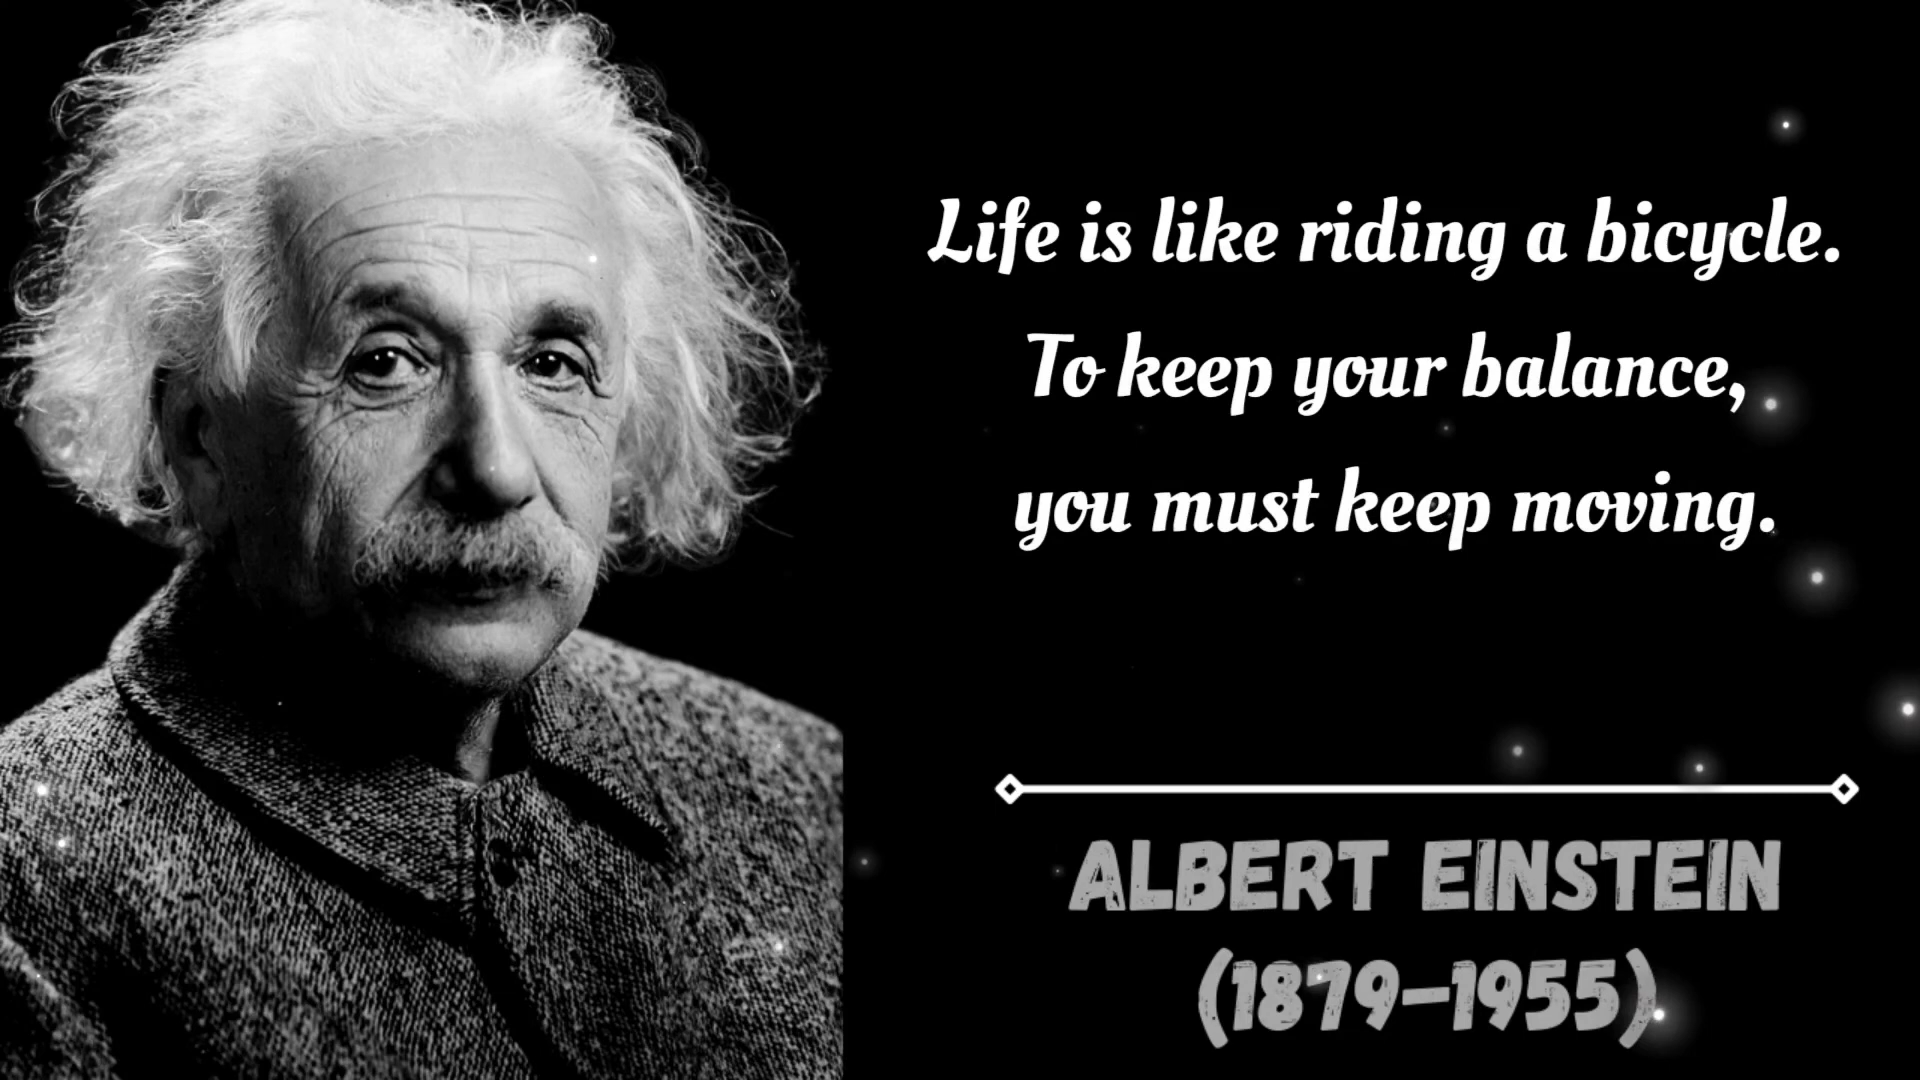 Life is like riding a bicycle.
To keep your balance,
you must keep moving.
ALBERT EINSTEIN
(1879-1955)